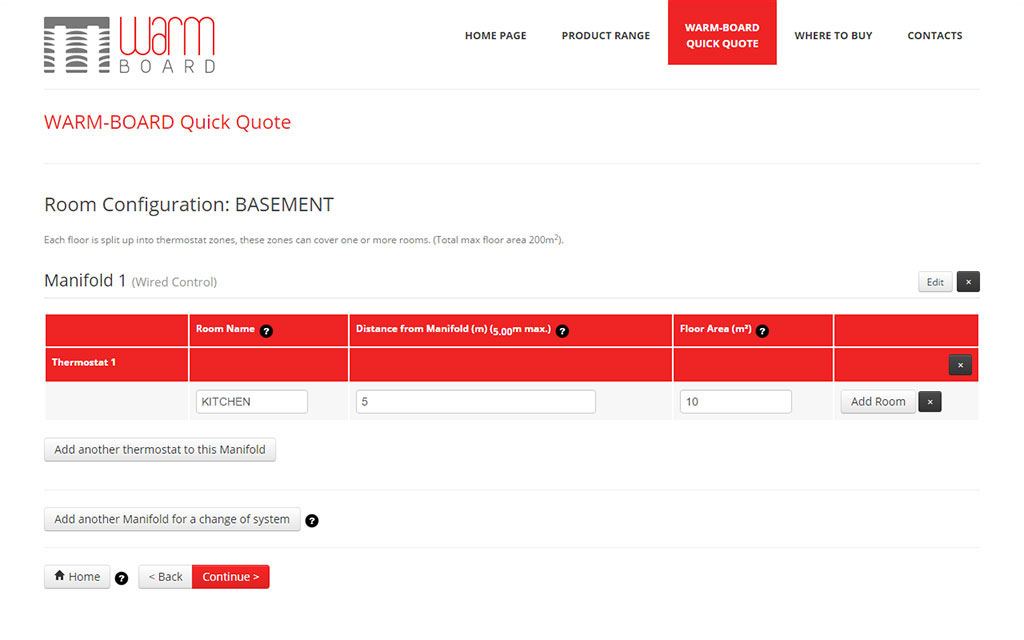 warm
BOARD
HOME PAGE
PRODUCT RANGE
WARM-BOARD
QUICK QUOTE
WHERE TO BUY
CONTACTS
WARM-BOARD Quick Quote
Room Configuration: BASEMENT
Each floor is split up into thermostat zones, these zones can cover one or more rooms. (Total max floor area 200m²).
Manifold 1 (Wired Control)
Edit ×
Room Name ? Distance from Manifold (m) (5.00m max.) ? Floor Area (m²) ?
Thermostat 1 ×
KITCHEN 5 10 Add Room ×
Add another thermostat to this Manifold
Add another Manifold for a change of system ?
Home ? < Back Continue >